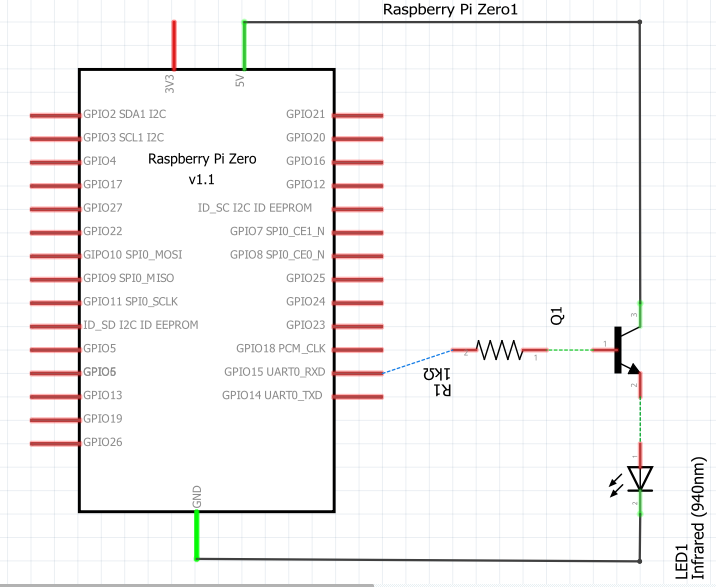 Raspberry Pi Zero1
3V3
5V
GPIO2 SDA1 I2C
GPIO21
GPIO3 SCL1 I2C
GPIO20
GPIO4
Raspberry Pi Zero
GPIO16
v1.1
GPIO17
GPIO12
GPIO27
ID_SC I2C ID EEPROM
GPIO22
GPIO7 SPI0_CE1_N
GIPO10 SPI0_MOSI
GPIO8 SPI0_CE0_N
GPIO9 SPI0_MISO
GPIO25
GPIO11 SPI0_SCLK
GPIO24
ID_SD I2C ID EEPROM
GPIO23
GPIO5
GPIO18 PCM_CLK
GPIO6
GPIO15 UART0_RXD
GPIO13
GPIO14 UART0_TXD
GPIO19
GPIO26
GND
2
1
R1
1kΩ
Q1
1
3
2
1
2
LED1
Infrared (940nm)